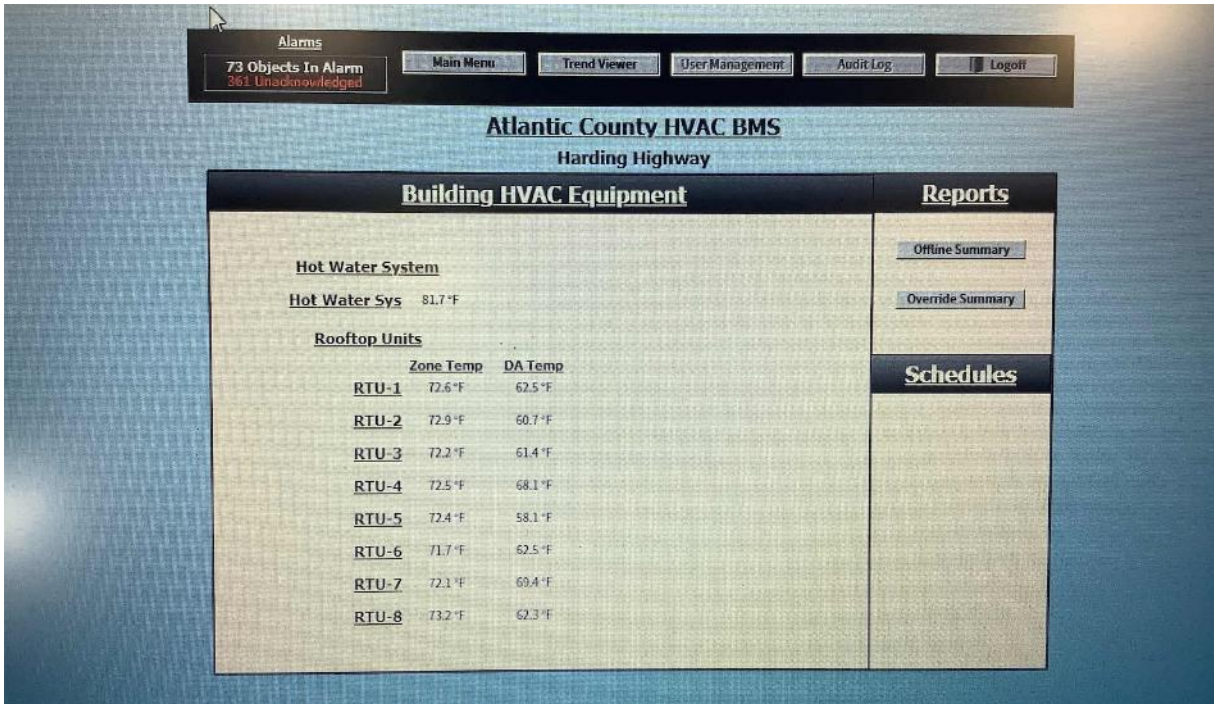 Alarms
73 Objects In Alarm
361 Unacknowledged
Main Menu
Trend Viewer
User Management
Audit Log
Logoff
Atlantic County HVAC BMS
Harding Highway
Building HVAC Equipment
Reports
Hot Water System
Offline Summary
Hot Water Sys 81.7 °F
Override Summary
Rooftop Units
Schedules
Zone Temp DA Temp
RTU-1 72.6 °F 62.5 °F
RTU-2 72.9 °F 60.7 °F
RTU-3 72.2 °F 61.4 °F
RTU-4 72.5 °F 68.1 °F
RTU-5 72.4 °F 58.1 °F
RTU-6 71.7 °F 62.5 °F
RTU-7 72.1 °F 69.4 °F
RTU-8 73.2 °F 62.3 °F